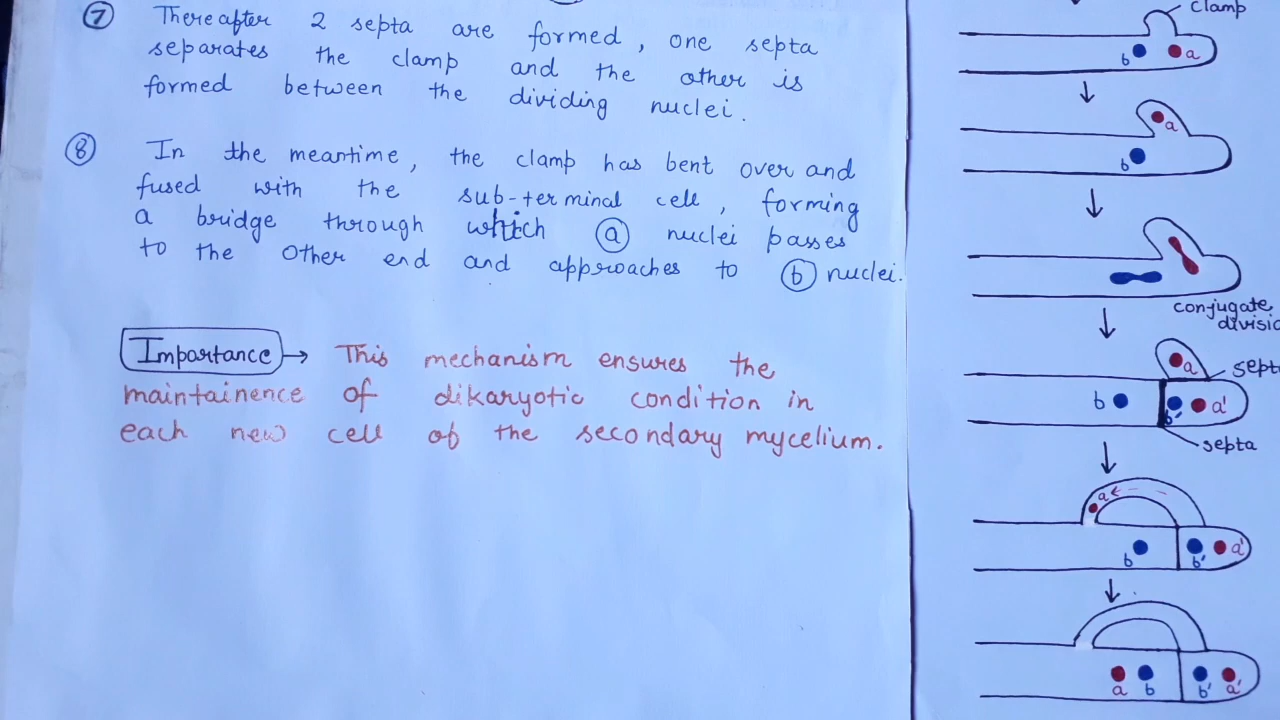 7 Thereafter 2 septa are formed, one septa
separates the clamp and the other is
formed between the dividing nuclei.
8 In the meantime, the clamp has bent over and
fused with the sub-terminal cell, forming
a bridge through which a nuclei passes
to the other end and approaches to b nuclei.
Importance → This mechanism ensures the
maintainence of dikaryotic condition in
each new cell of the secondary mycelium.
clamp
b a
a
b
conjugate
divisio
a
sept
b b' a'
septa
a
b b' a'
a b b' a'